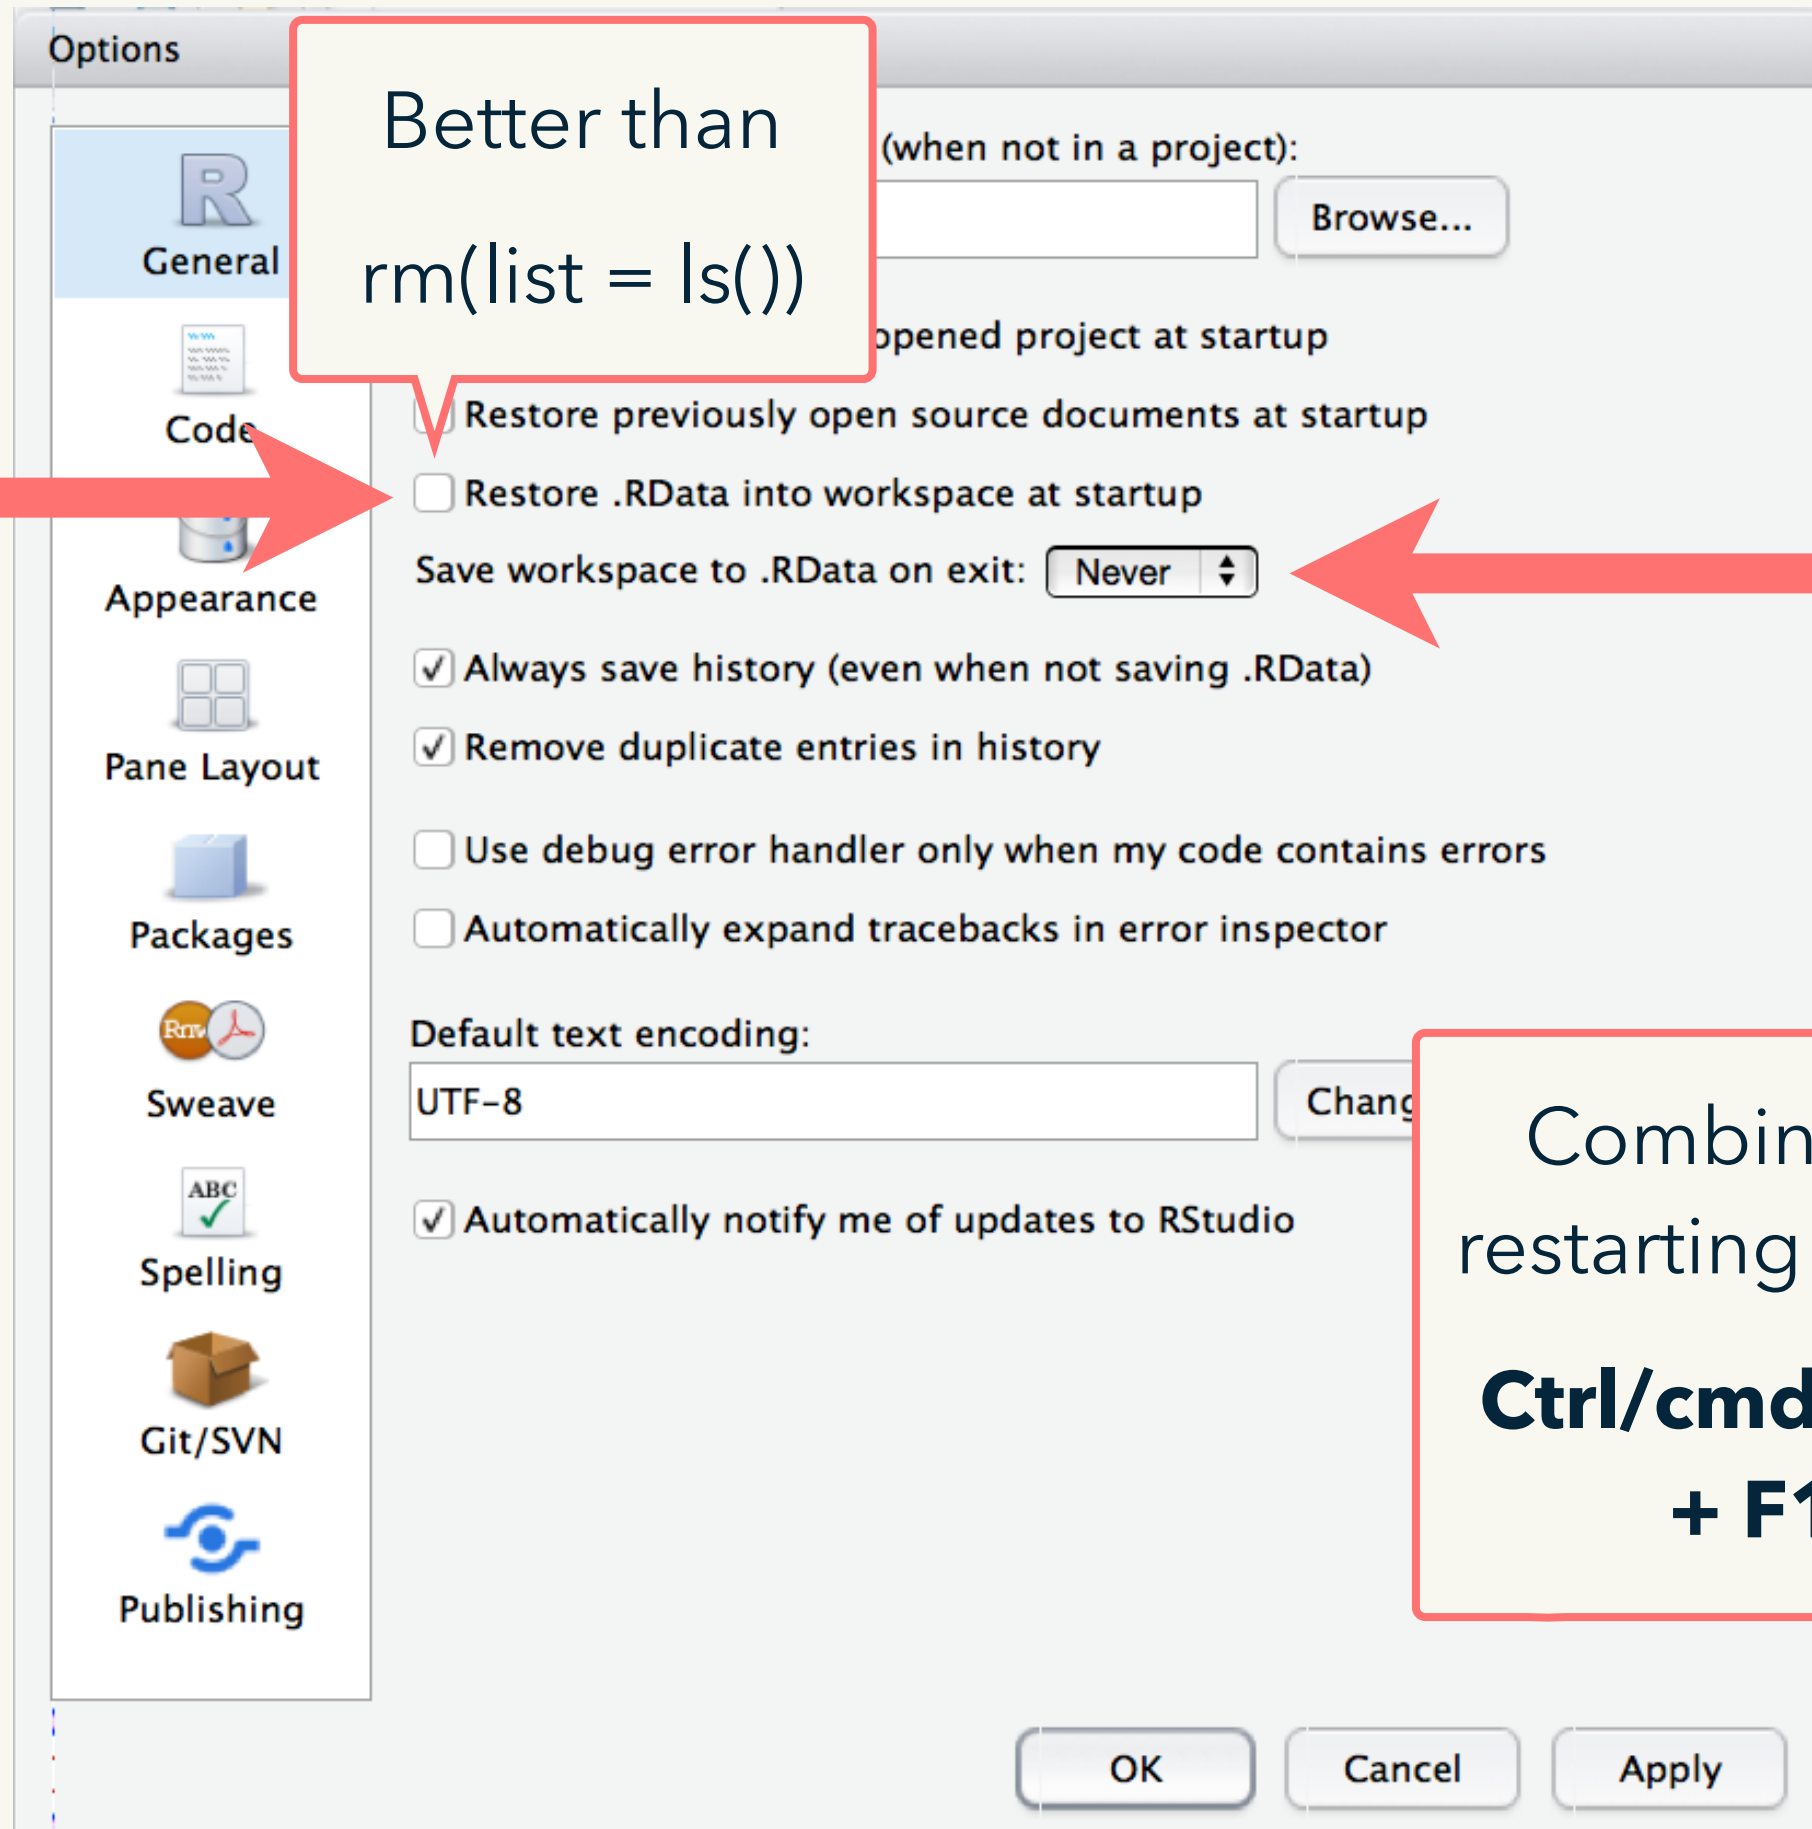 Options
Better than
rm(list = ls())
(when not in a project):
Browse...
General
opened project at startup
Code
Restore previously open source documents at startup
Restore .RData into workspace at startup
Save workspace to .RData on exit: Never
Appearance
Always save history (even when not saving .RData)
Remove duplicate entries in history
Pane Layout
Use debug error handler only when my code contains errors
Packages
Automatically expand tracebacks in error inspector
Rnw
Default text encoding:
Sweave
UTF-8
Chang
Combin
restarting
Ctrl/cmd
+ F1
ABC
Automatically notify me of updates to RStudio
Spelling
Git/SVN
Publishing
OK
Cancel
Apply